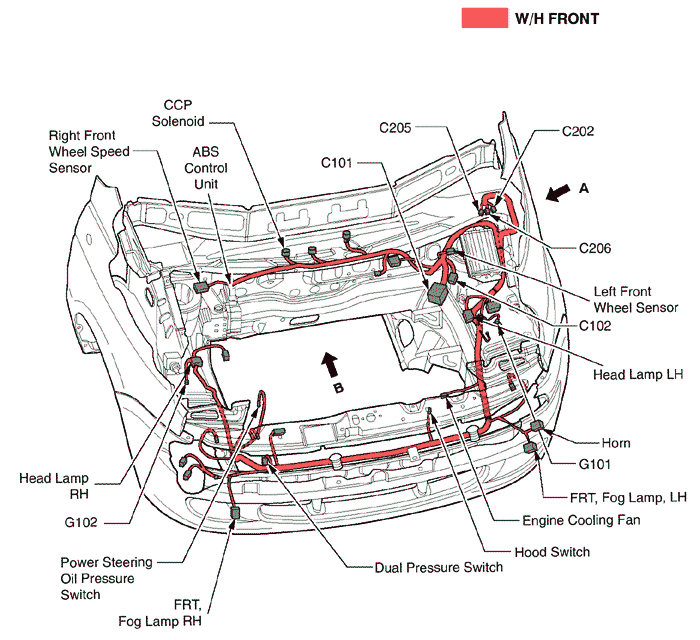 W/H FRONT
CCP
Solenoid
C205
C202
Right Front
Wheel Speed
Sensor
ABS
Control
Unit
C101
A
C206
Left Front
Wheel Sensor
C102
Head Lamp LH
B
Horn
Head Lamp
RH
G101
FRT, Fog Lamp, LH
G102
Engine Cooling Fan
Hood Switch
Power Steering
Oil Pressure
Switch
Dual Pressure Switch
FRT,
Fog Lamp RH